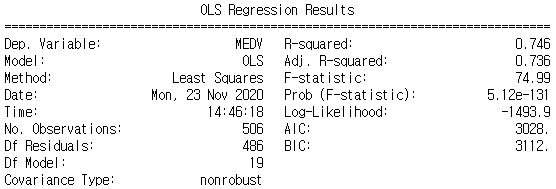 OLS Regression Results
==============================================================================
Dep. Variable: MEDV R-squared: 0.746
Model: OLS Adj. R-squared: 0.736
Method: Least Squares F-statistic: 74.99
Date: Mon, 23 Nov 2020 Prob (F-statistic): 5.12e-131
Time: 14:46:18 Log-Likelihood: -1493.9
No. Observations: 506 AIC: 3028.
Df Residuals: 486 BIC: 3112.
Df Model: 19
Covariance Type: nonrobust